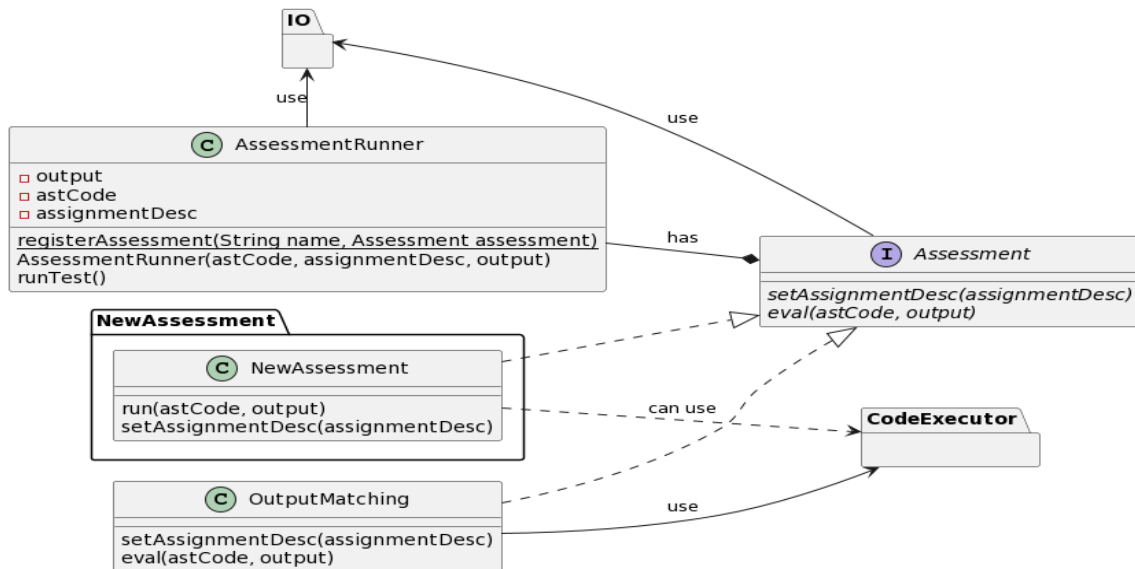 IO
use
use
C AssessmentRunner
output
astCode
assignmentDesc
registerAssessment(String name, Assessment assessment)
AssessmentRunner(astCode, assignmentDesc, output)
runTest()
has
I Assessment
setAssignmentDesc(assignmentDesc)
eval(astCode, output)
NewAssessment
C NewAssessment
run(astCode, output)
setAssignmentDesc(assignmentDesc)
can use
CodeExecutor
C OutputMatching
setAssignmentDesc(assignmentDesc)
eval(astCode, output)
use